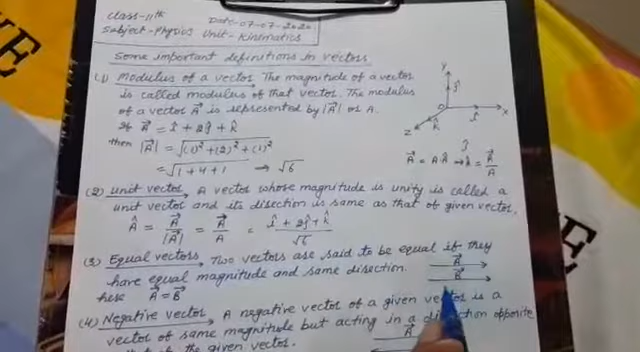 Class-11th Date-07-07-2020
Subject-Physics Unit-Kinematics
Some important definitions in vectors
(1) Modulus of a vector The magnitude of a vector
is called modulus of that vector. The modulus
of a vector A⃗ is represented by |A⃗| or A.
If A⃗ = î + 2ĵ + k̂
then |A⃗| = √(1)² + (2)² + (1)²
= √1+4+1 → √6
y
ĵ
O
x
î
z
k̂
(2) Unit vector, A vector whose magnitude is unity is called a
unit vector and its direction is same as that of given vector.
Â = A⃗/|A⃗| = A⃗/A = î + 2ĵ + k̂/√6
(3) Equal vectors, Two vectors are said to be equal if they
have equal magnitude and same direction.
here A⃗ = B⃗
A⃗
B⃗
(4) Negative vector, A negative vector of a given vector is a
vector of same magnitude but acting in a direction opposite
of the given vector.
A⃗